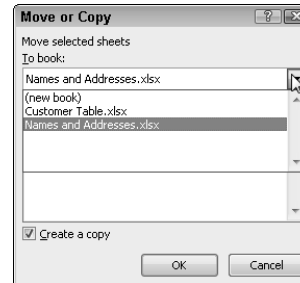 Move or Copy
Move selected sheets
To book:
Names and Addresses.xlsx
(new book)
Customer Table.xlsx
Names and Addresses.xlsx
Create a copy
OK Cancel